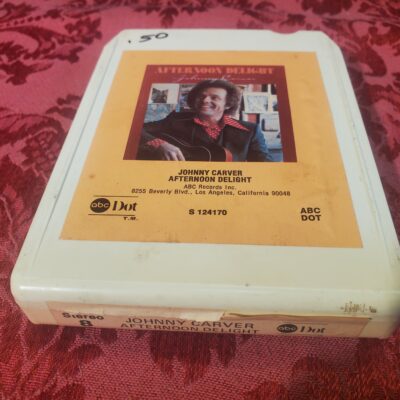 .50
AFTERNOON DELIGHT
Johnny Carver
JOHNNY CARVER
AFTERNOON DELIGHT
ABC Records Inc.
8255 Beverly Blvd., Los Angeles, California 90048
abc Dot
T.M.
S 124170
ABC
DOT
Stereo
8
JOHNNY CARVER
AFTERNOON DELIGHT
abc Dot